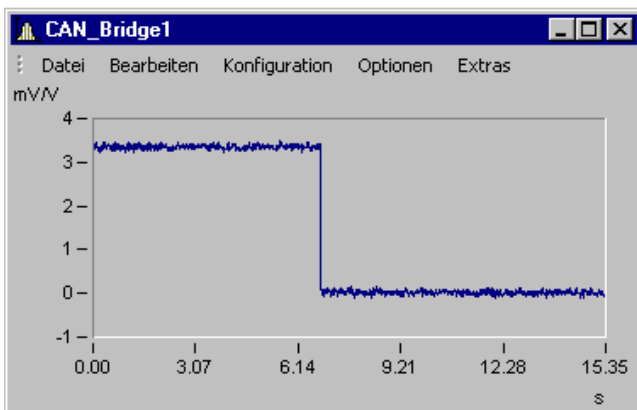 CAN_Bridge1
Datei Bearbeiten Konfiguration Optionen Extras
mV/V
4
3
2
1
0
-1
0.00 3.07 6.14 9.21 12.28 15.35
s